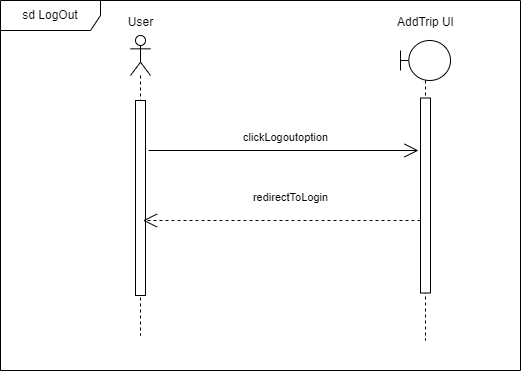 sd LogOut
User
AddTrip UI
clickLogoutoption
redirectToLogin